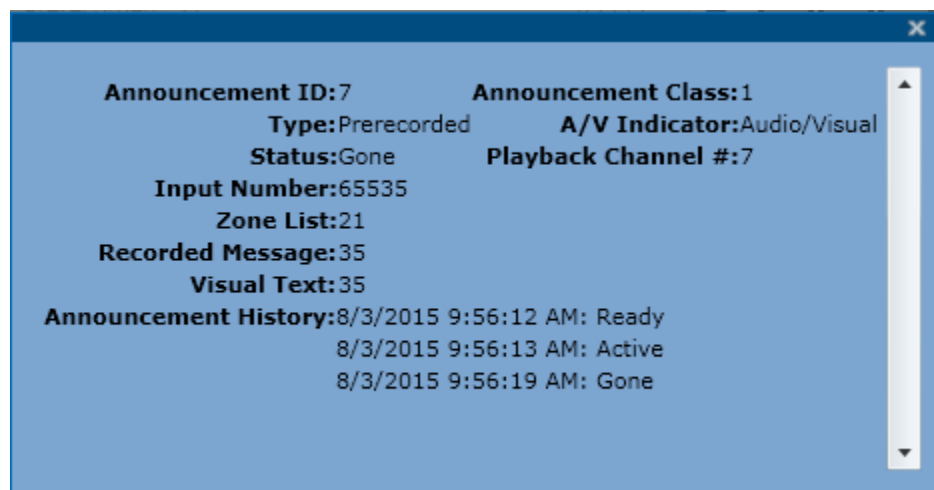 Announcement ID:7 Announcement Class:1
Type:Prerecorded A/V Indicator:Audio/Visual
Status:Gone Playback Channel #:7
Input Number:65535
Zone List:21
Recorded Message:35
Visual Text:35
Announcement History:8/3/2015 9:56:12 AM: Ready
8/3/2015 9:56:13 AM: Active
8/3/2015 9:56:19 AM: Gone